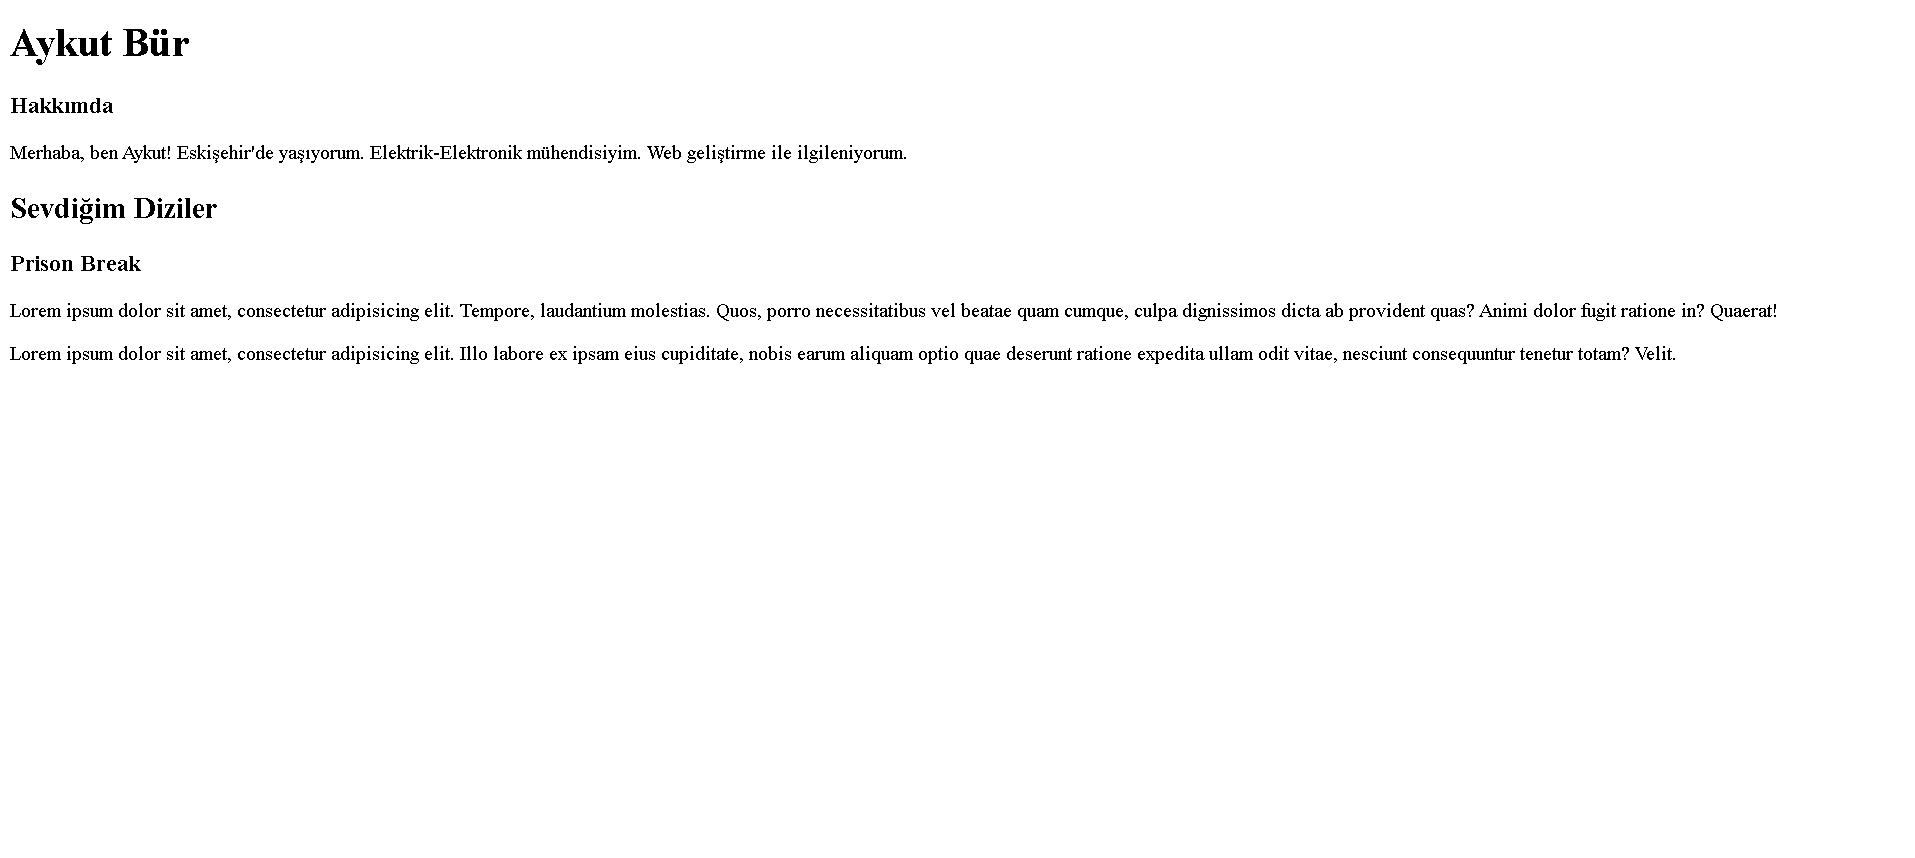 Aykut Bür
Hakkımda
Merhaba, ben Aykut! Eskişehir'de yaşıyorum. Elektrik-Elektronik mühendisiyim. Web geliştirme ile ilgileniyorum.
Sevdiğim Diziler
Prison Break
Lorem ipsum dolor sit amet, consectetur adipisicing elit. Tempore, laudantium molestias. Quos, porro necessitatibus vel beatae quam cumque, culpa dignissimos dicta ab provident quas? Animi dolor fugit ratione in? Quaerat!
Lorem ipsum dolor sit amet, consectetur adipisicing elit. Illo labore ex ipsam eius cupiditate, nobis earum aliquam optio quae deserunt ratione expedita ullam odit vitae, nesciunt consequuntur tenetur totam? Velit.